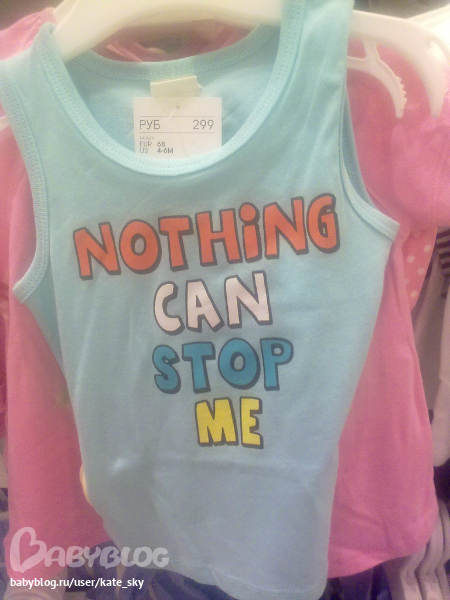 РУБ 299
EUR 68
US 4-6M
NOTHiNG
CAN
STOP
ME
BABYBLOG
babyblog.ru/user/kate_sky